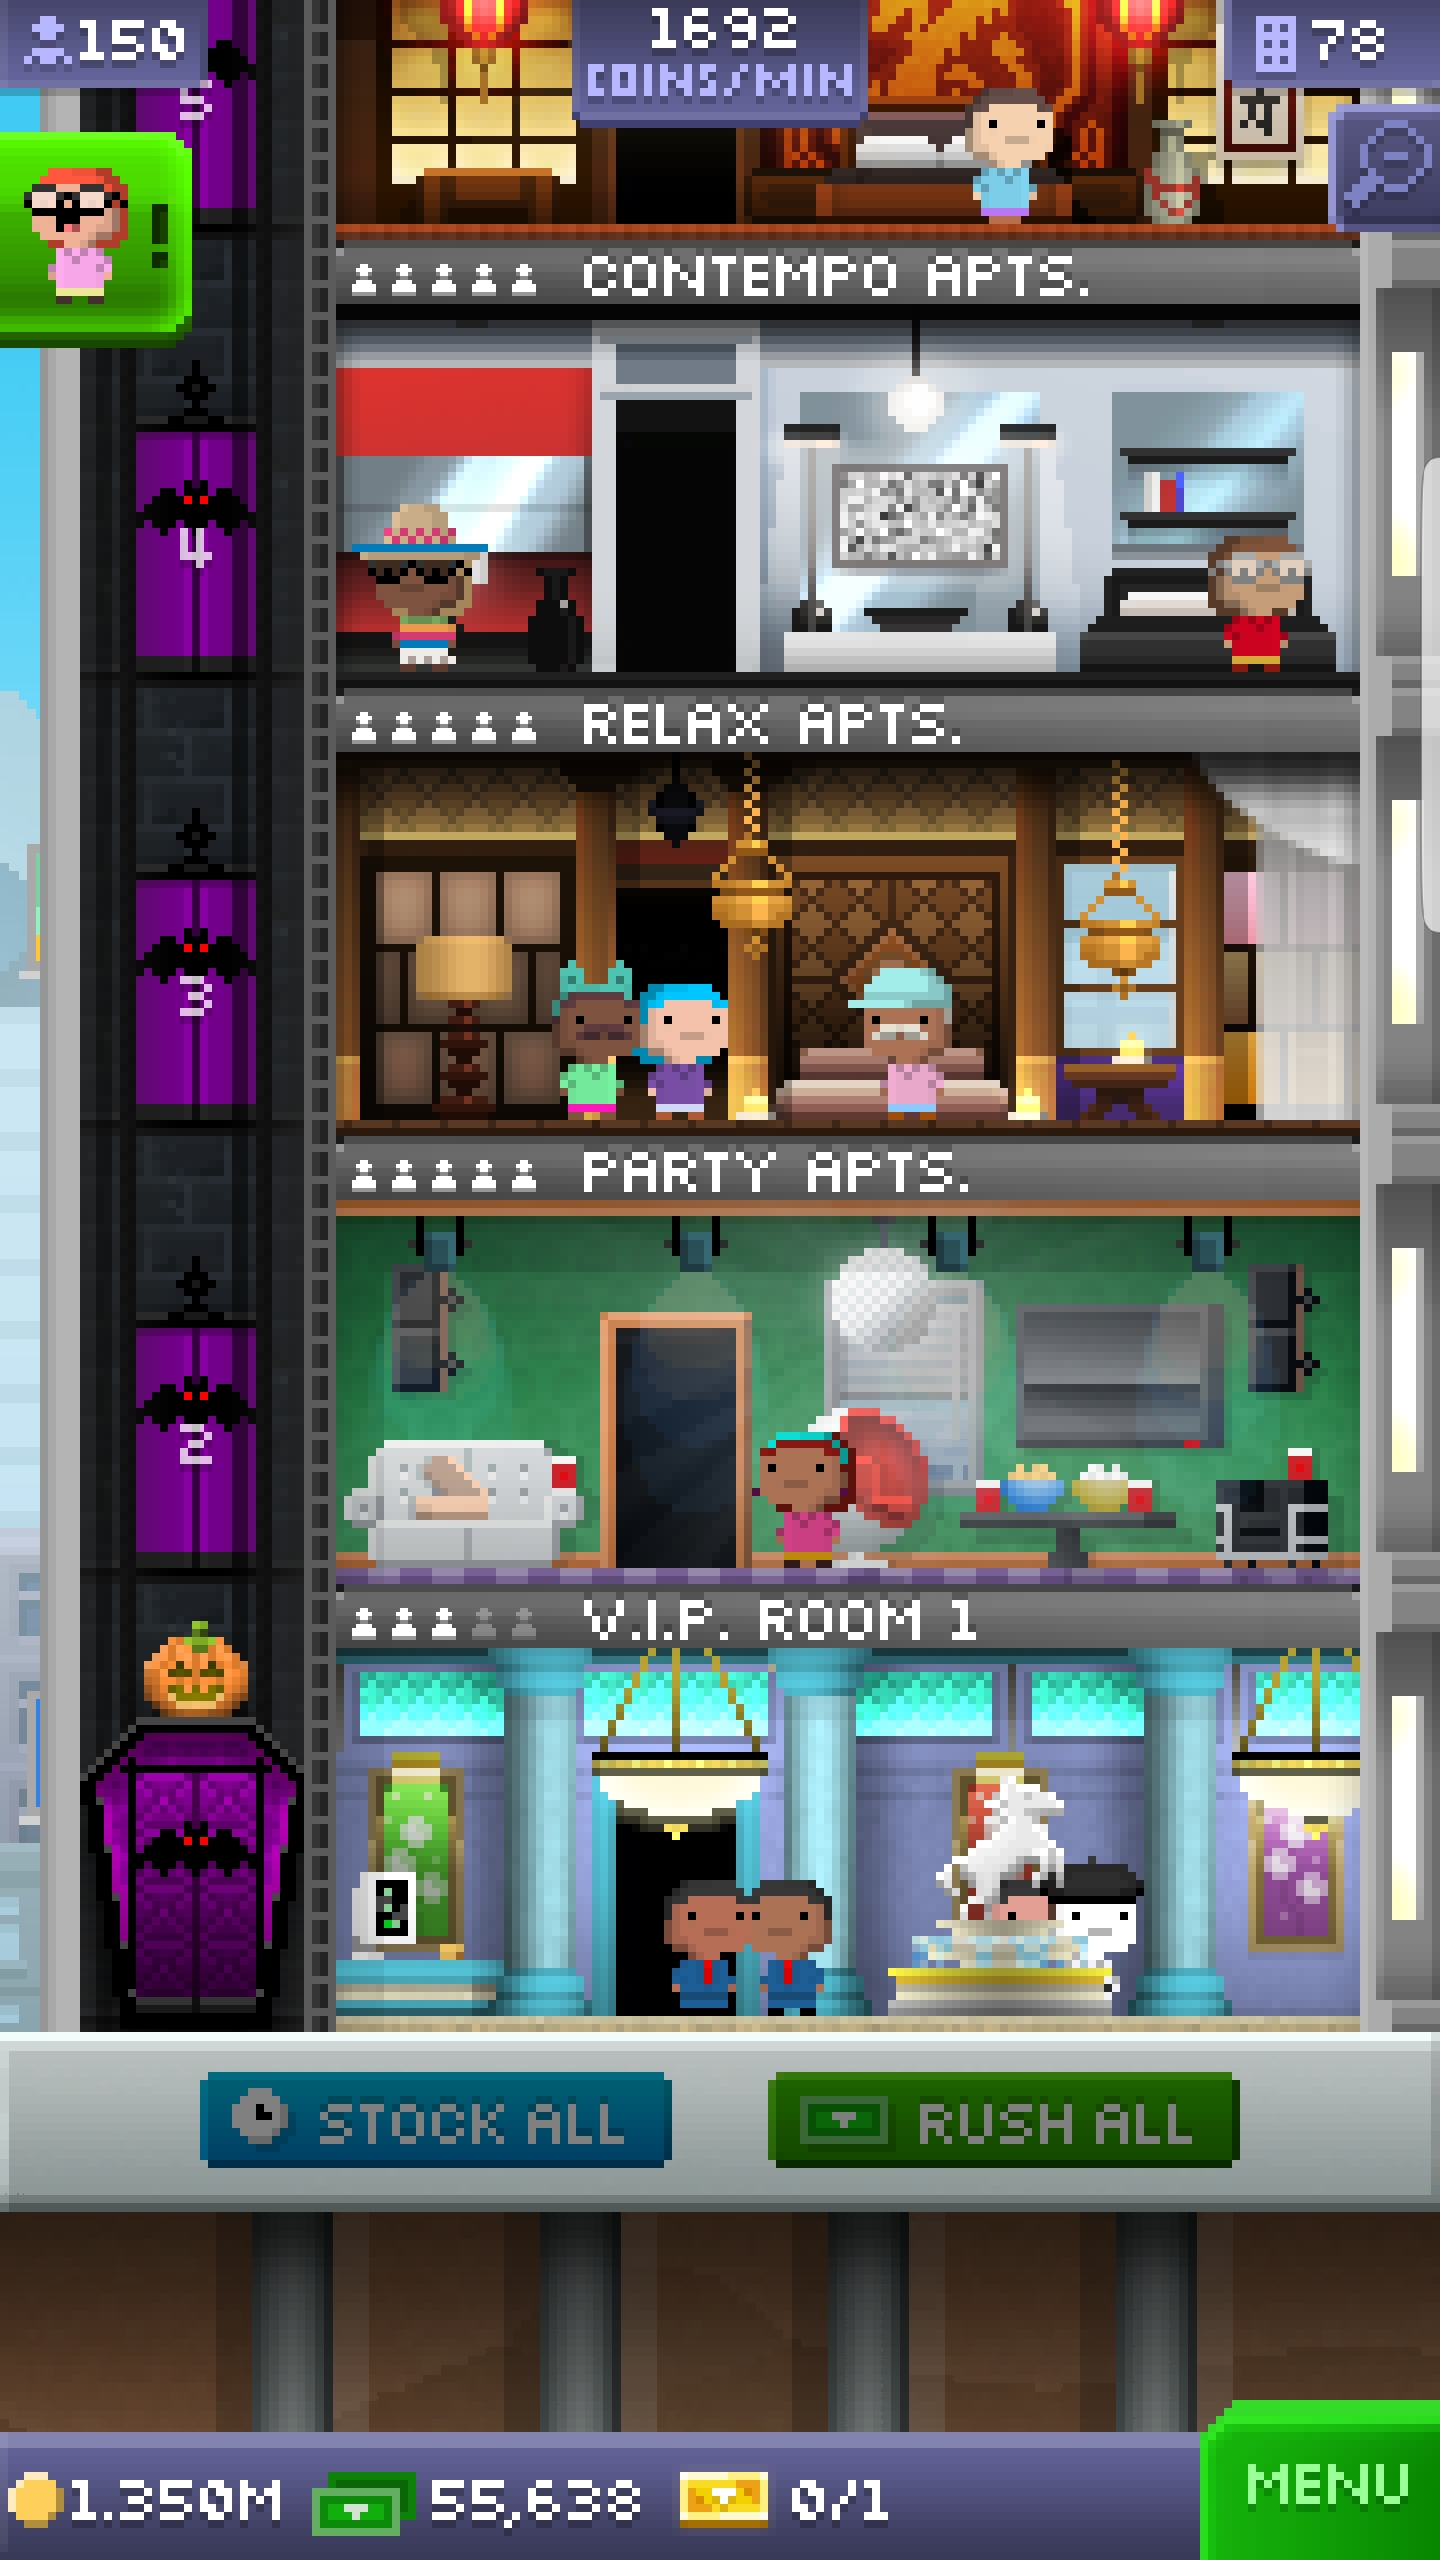 150
1692
COINS/MIN
78
5
CONTEMPO APTS.
4
RELAX APTS.
3
PARTY APTS.
2
V.I.P. ROOM 1
STOCK ALL
RUSH ALL
1.350M
55,638
0/1
MENU